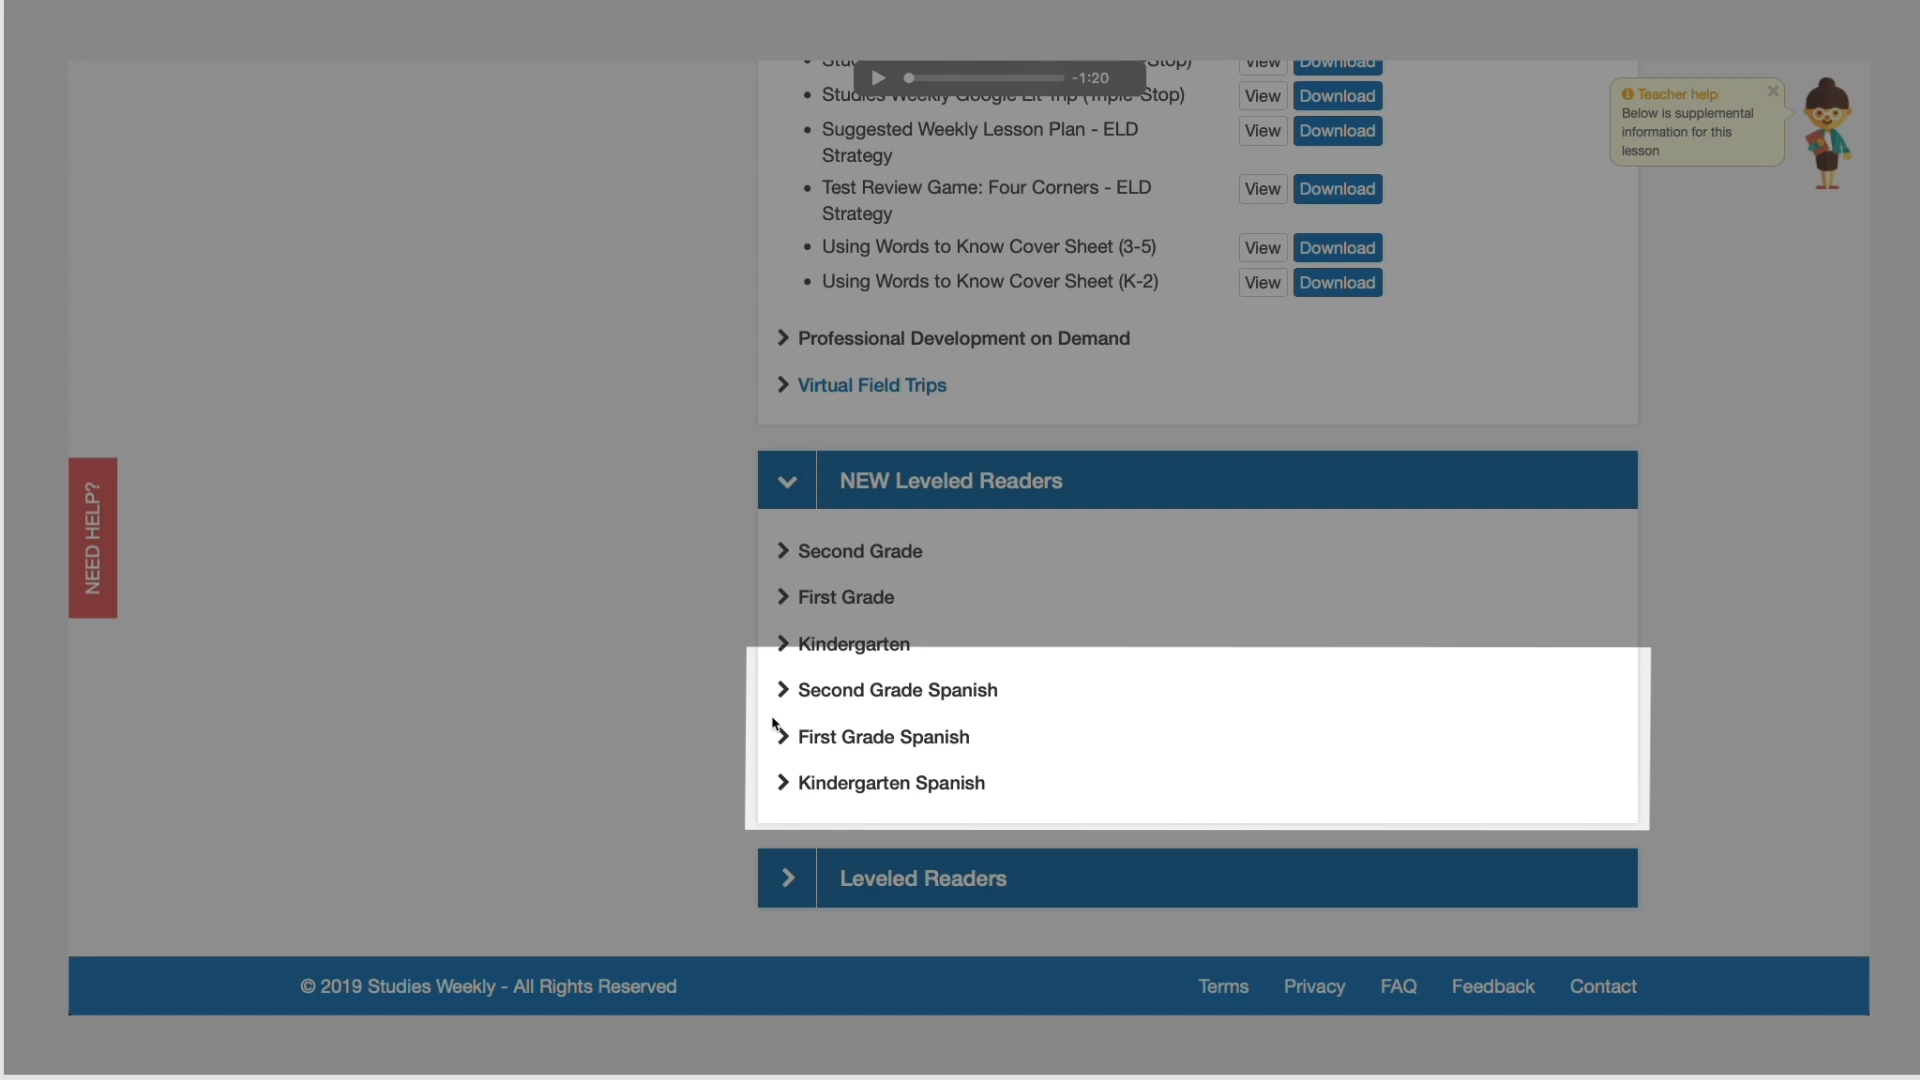 -1:20
View Download
Studies Weekly Google Lit Trip (Triple-Stop) View Download
Suggested Weekly Lesson Plan - ELD
Strategy
View Download
Test Review Game: Four Corners - ELD
Strategy
View Download
Using Words to Know Cover Sheet (3-5) View Download
Using Words to Know Cover Sheet (K-2) View Download
Professional Development on Demand
Virtual Field Trips
Teacher help
Below is supplemental
information for this
lesson
NEED HELP?
NEW Leveled Readers
Second Grade
First Grade
Kindergarten
Second Grade Spanish
First Grade Spanish
Kindergarten Spanish
Leveled Readers
© 2019 Studies Weekly - All Rights Reserved Terms Privacy FAQ Feedback Contact